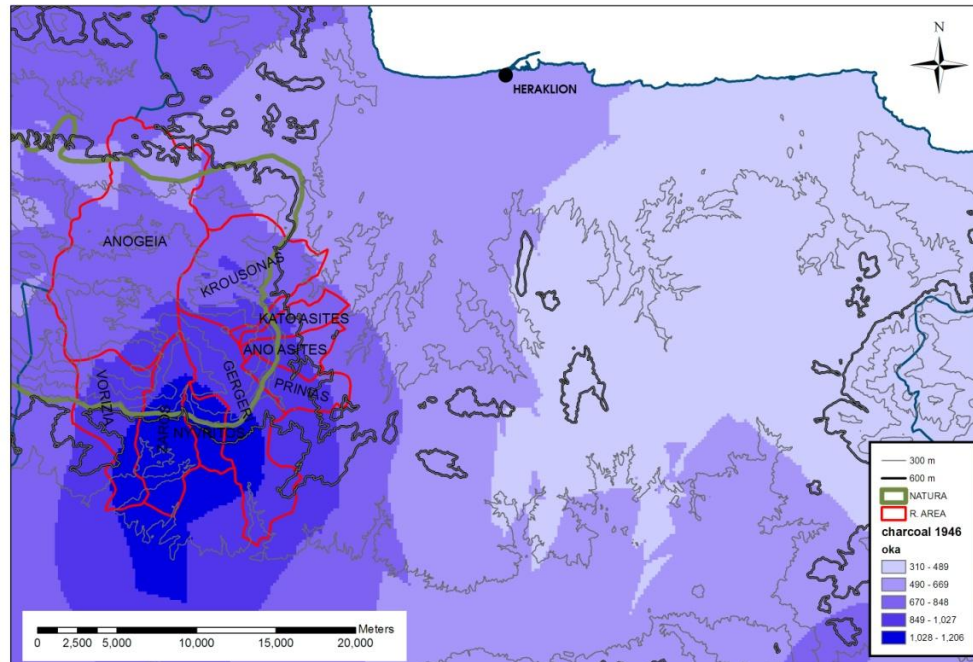 N
HERAKLION
ANOGEIA
KROUSONAS
KATO ASITES
ANO ASITES
PRINIAS
GERGERI
VORIZIA
300 m
600 m
NATURA
R. AREA
charcoal 1946
oka
310 - 489
490 - 669
670 - 848
849 - 1,027
1,028 - 1,206
Meters
0 2,500 5,000 10,000 15,000 20,000